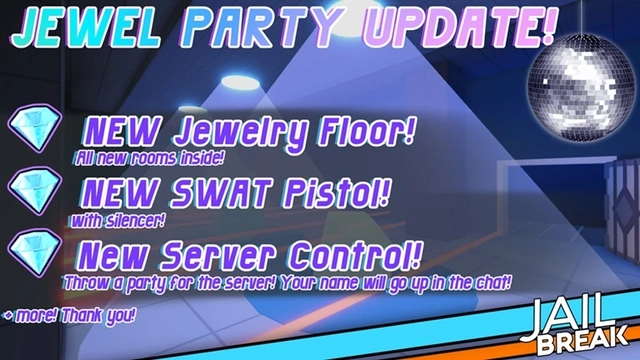 JEWEL PARTY UPDATE!
NEW Jewelry Floor!
All new rooms inside!
NEW SWAT Pistol!
with silencer!
New Server Control!
Throw a party for the server! Your name will go up in the chat!
+ more! Thank you!
JAIL
BREAK